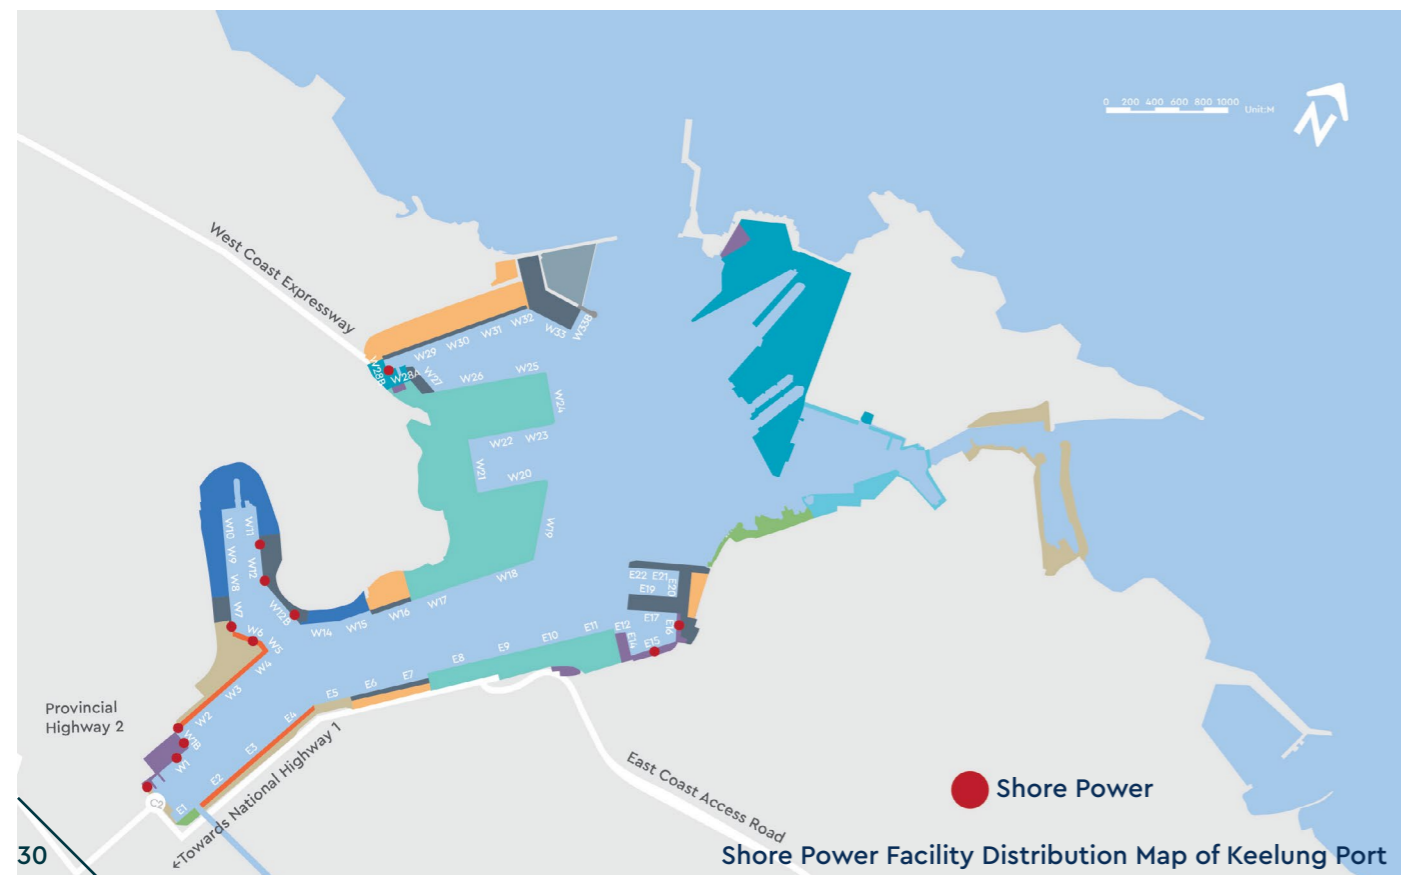 0 200 400 600 800 1000 Unit:M
N
West Coast Expressway
W33B
W33
W32
W31
W30
W29
W28B
W28A
W27
W26
W25
W24
W23
W22
W21
W20
W19
W18
W17
W16
W15
W14
W12B
W12
W11
W10
W9
W8
W7
W6
W5
W4
W3
W2
W1B
W1
C2
E1
E2
E3
E4
E5
E6
E7
E8
E9
E10
E11
E12
E14
E15
E16
E17
E19
E20
E21
E22
Provincial
Highway 2
←Towards National Highway 1
East Coast Access Road
Shore Power
30
Shore Power Facility Distribution Map of Keelung Port